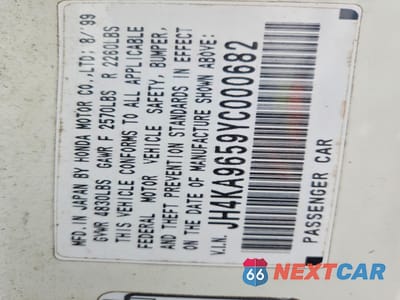 MFD. IN JAPAN BY HONDA MOTOR CO.,LTD; 8/'99
GVWR 4830LBS GAWR F 2570LBS R 2260LBS
THIS VEHICLE CONFORMS TO ALL APPLICABLE
FEDERAL MOTOR VEHICLE SAFETY, BUMPER,
AND THEFT PREVENTION STANDARDS IN EFFECT
ON THE DATE OF MANUFACTURE SHOWN ABOVE.
V.I.N. JH4KA9659YC000682
PASSENGER CAR
66 NEXTCAR